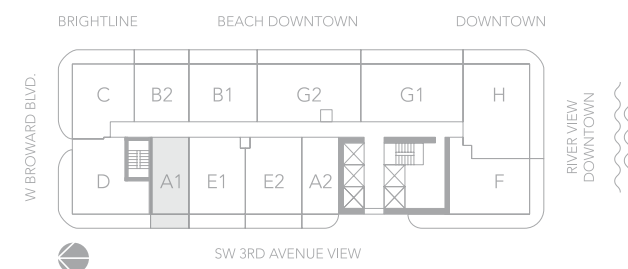 BRIGHTLINE BEACH DOWNTOWN DOWNTOWN
W BROWARD BLVD.
C B2 B1 G2 G1 H
RIVER VIEW
DOWNTOWN
D A1 E1 E2 A2 F
SW 3RD AVENUE VIEW